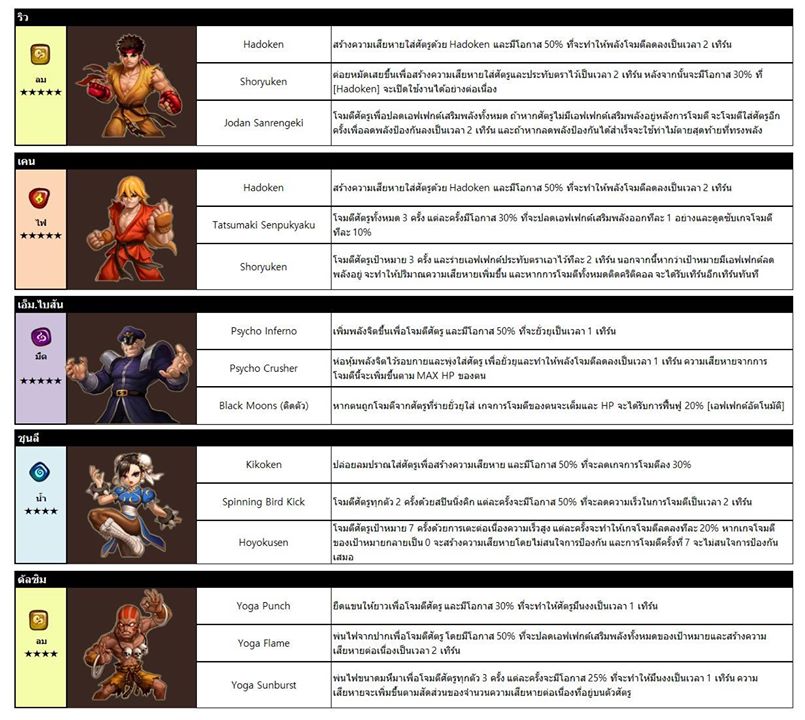 ริว
ลม
★★★★★
Hadoken
สร้างความเสียหายใส่ศัตรูด้วย Hadoken และมีโอกาส 50% ที่จะทำให้พลังโจมตีลดลงเป็นเวลา 2 เทิร์น
Shoryuken
ต่อยหมัดเสยขึ้นเพื่อสร้างความเสียหายใส่ศัตรูและประทับตราไว้เป็นเวลา 2 เทิร์น หลังจากนั้นจะมีโอกาส 30% ที่
[Hadoken] จะเปิดใช้งานได้อย่างต่อเนื่อง
Jodan Sanrengeki
โจมตีศัตรูเพื่อปลดเอฟเฟกต์เสริมพลังทั้งหมด ถ้าหากศัตรูไม่มีเอฟเฟกต์เสริมพลังอยู่หลังการโจมตี จะโจมตีใส่ศัตรูอีก
ครั้งเพื่อลดพลังป้องกันลงเป็นเวลา 2 เทิร์น และถ้าหากลดพลังป้องกันได้สำเร็จจะใช้ท่าไม้ตายสุดท้ายที่ทรงพลัง
เคน
ไฟ
★★★★★
Hadoken
สร้างความเสียหายใส่ศัตรูด้วย Hadoken และมีโอกาส 50% ที่จะทำให้พลังโจมตีลดลงเป็นเวลา 2 เทิร์น
Tatsumaki Senpukyaku
โจมตีศัตรูทั้งหมด 3 ครั้ง แต่ละครั้งมีโอกาส 30% ที่จะปลดเอฟเฟกต์เสริมพลังออกทีละ 1 อย่างและดูดซับเกจโจมตี
ทีละ 10%
Shoryuken
โจมตีศัตรูเป้าหมาย 3 ครั้ง และร่ายเอฟเฟกต์ประทับตราเอาไว้ทีละ 2 เทิร์น นอกจากนี้หากว่าเป้าหมายมีเอฟเฟกต์ลด
พลังอยู่ จะทำให้ปริมาณความเสียหายเพิ่มขึ้น และหากการโจมตีทั้งหมดติดคริติคอล จะได้รับเทิร์นอีกเทิร์นทันที
เอ็ม.ไบสัน
มืด
★★★★★
Psycho Inferno
เพิ่มพลังจิตขึ้นเพื่อโจมตีศัตรู และมีโอกาส 50% ที่จะยั่วยุเป็นเวลา 1 เทิร์น
Psycho Crusher
ห่อหุ้มพลังจิตไว้รอบกายและพุ่งใส่ศัตรู เพื่อยั่วยุและทำให้พลังโจมตีลดลงเป็นเวลา 1 เทิร์น ความเสียหายจากการ
โจมตีนี้จะเพิ่มขึ้นตาม MAX HP ของตน
Black Moons (ติดตัว)
หากตนถูกโจมตีจากศัตรูที่ร่ายยั่วยุใส่ เกจการโจมตีของตนจะเต็มและ HP จะได้รับการฟื้นฟู 20% [เอฟเฟกต์อัตโนมัติ]
ชุนลี
น้ำ
★★★★
Kikoken
ปล่อยลมปราณใส่ศัตรูเพื่อสร้างความเสียหาย และมีโอกาส 50% ที่จะลดเกจการโจมตีลง 30%
Spinning Bird Kick
โจมตีศัตรูทุกตัว 2 ครั้งด้วยสปินนิ่งคิก แต่ละครั้งจะมีโอกาส 50% ที่จะลดความเร็วในการโจมตีเป็นเวลา 2 เทิร์น
Hoyokusen
โจมตีศัตรูเป้าหมาย 7 ครั้งด้วยการเตะต่อเนื่องความเร็วสูง แต่ละครั้งจะทำให้เกจโจมตีลดลงทีละ 20% หากเกจโจมตี
ของเป้าหมายกลายเป็น 0 จะสร้างความเสียหายโดยไม่สนใจการป้องกัน และการโจมตีครั้งที่ 7 จะไม่สนใจการป้องกัน
เสมอ
ดัลซิม
ลม
★★★★
Yoga Punch
ยืดแขนให้ยาวเพื่อโจมตีศัตรู และมีโอกาส 30% ที่จะทำให้ศัตรูมึนงงเป็นเวลา 1 เทิร์น
Yoga Flame
พ่นไฟจากปากเพื่อโจมตีศัตรู โดยมีโอกาส 50% ที่จะปลดเอฟเฟกต์เสริมพลังทั้งหมดของเป้าหมายและสร้างความ
เสียหายต่อเนื่องเป็นเวลา 2 เทิร์น
Yoga Sunburst
พ่นไฟขนาดมหึมาเพื่อโจมตีศัตรูทุกตัว 3 ครั้ง แต่ละครั้งจะมีโอกาส 25% ที่จะทำให้มึนงงเป็นเวลา 1 เทิร์น ความ
เสียหายจะเพิ่มขึ้นตามสัดส่วนของจำนวนความเสียหายต่อเนื่องที่อยู่บนตัวศัตรู